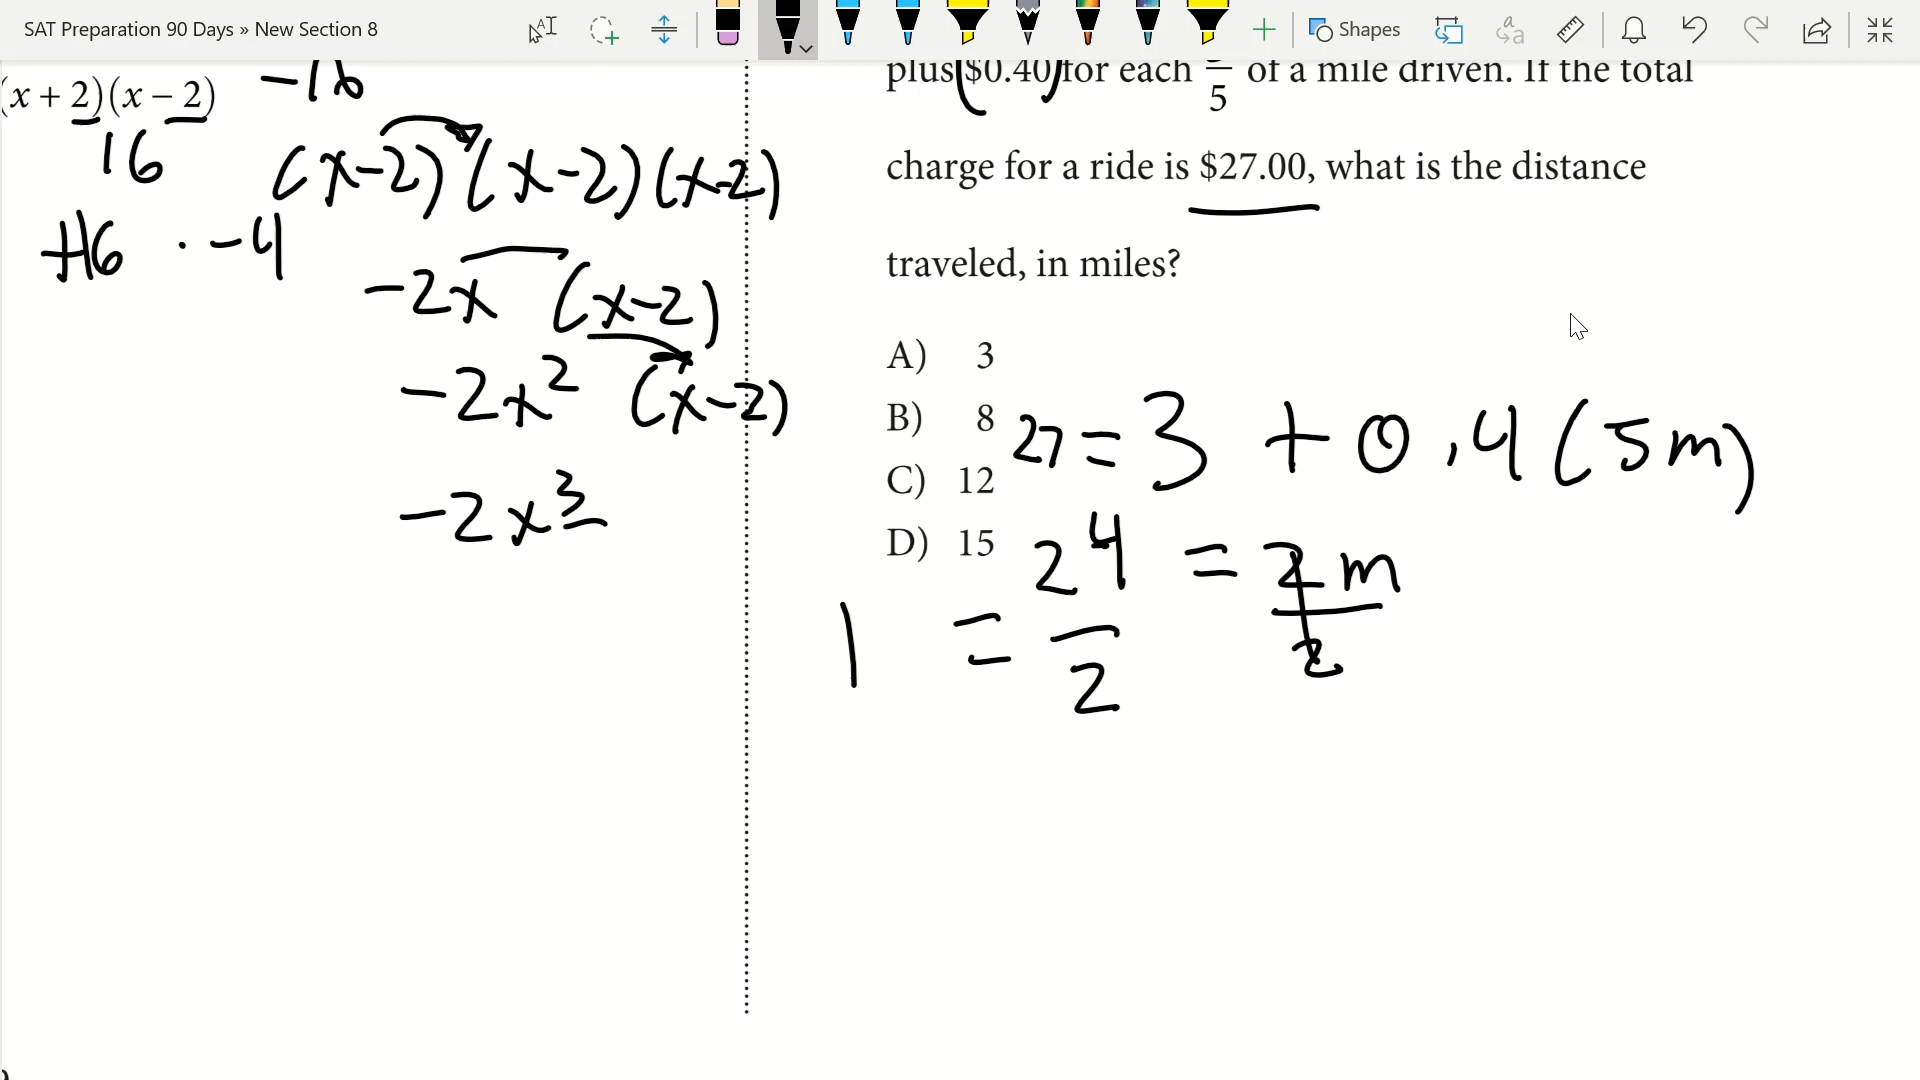 SAT Preparation 90 Days » New Section 8
Shapes
(x + 2)(x − 2)
-16
16
(x-2)(x-2)(x-2)
+16 · -4
-2x (x-2)
-2x² (x-2)
-2x³
plus $0.40 for each
5
of a mile driven. If the total
charge for a ride is $27.00, what is the distance
traveled, in miles?
A) 3
B) 8
C) 12
D) 15
27 = 3 + 0.4 (5m)
24 = 2m
1 = 2 2